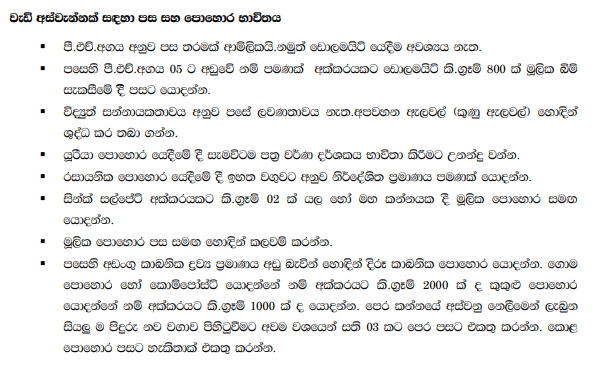 වැඩි අස්වැන්නක් සඳහා පස සහ පොහොර භාවිතය
▪ පී.එච්.අගය අනුව පස තරමක් ආම්ලිකයි.නමුත් ඩොලමයිට් යෙදීම අවශ්‍යය නැත.
▪ පසෙහි පී.එච්.අගය 05 ට අඩුවේ නම් පමණක් අක්කරයකට ඩොලමයිට් කි.ග්‍රෑම් 800 ක් මූලික බිම්
සැකසීමේ දී පසට යොදන්න.
▪ විද්‍යුත් සන්නායකතාවය අනුව පසේ ලවණතාවය නැත.අපවහන ඇලවල් (කුණු ඇලවල්) හොඳින්
ශුද්ධ කර තබා ගන්න.
▪ යූරියා පොහොර යෙදීමේ දී සැමවිටම පත්‍ර වර්ණ දර්ශකය භාවිතා කිරීමට උනන්දු වන්න.
▪ රසායනික පොහොර යෙදීමේ දී ඉහත වගුවට අනුව නිර්දේශිත ප්‍රමාණය පමණක් යොදන්න.
▪ සින්ක් සල්පේට් අක්කරයකට කි.ග්‍රෑම් 02 ක් යල හෝ මහ කන්නයක දී මූලික පොහොර සමඟ
යොදන්න.
▪ මූලික පොහොර පස සමඟ හොඳින් කලවම් කරන්න.
▪ පසෙහි අඩංගු කාබනික ද්‍රව්‍ය ප්‍රමාණය අඩු බැවින් හොඳින් දිරූ කාබනික පොහොර යොදන්න. ගොම
පොහොර හෝ කොම්පෝස්ට් යොදන්නේ නම් අක්කරයට කි.ග්‍රෑම් 2000 ක් ද කුකුළු පොහොර
යොදන්නේ නම් අක්කරයට කි.ග්‍රෑම් 1000 ක් ද යොදන්න. පෙර කන්නයේ අස්වනු නෙලීමෙන් ලැබුන
සියලු ම පිදුරු නව වගාව පිහිටුවීමට අවම වශයෙන් සති 03 කට පෙර පසට එකතු කරන්න. කොළ
පොහොර පසට හැකිතාක් එකතු කරන්න.